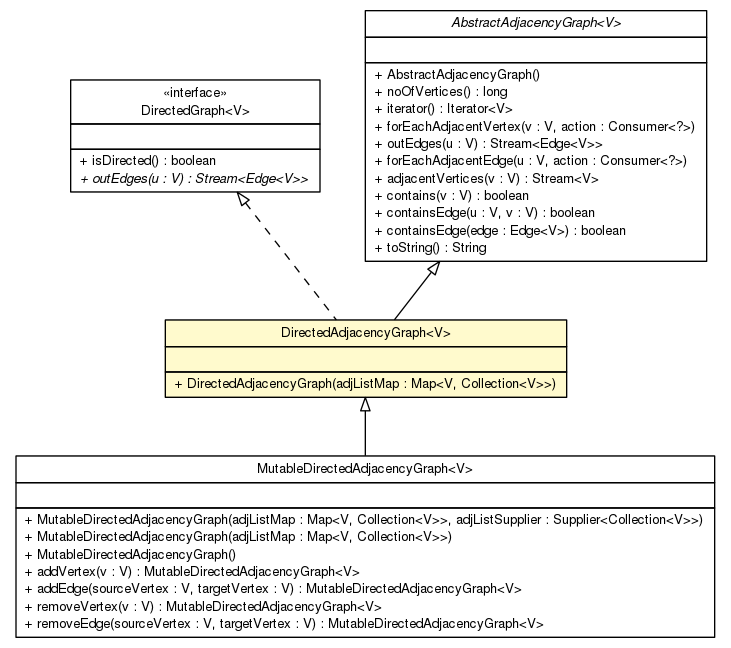 «interface»
DirectedGraph<V>
+ isDirected() : boolean
+ outEdges(u : V) : Stream<Edge<V>>
AbstractAdjacencyGraph<V>
+ AbstractAdjacencyGraph()
+ noOfVertices() : long
+ iterator() : Iterator<V>
+ forEachAdjacentVertex(v : V, action : Consumer<?>)
+ outEdges(u : V) : Stream<Edge<V>>
+ forEachAdjacentEdge(u : V, action : Consumer<?>)
+ adjacentVertices(v : V) : Stream<V>
+ contains(v : V) : boolean
+ containsEdge(u : V, v : V) : boolean
+ containsEdge(edge : Edge<V>) : boolean
+ toString() : String
DirectedAdjacencyGraph<V>
+ DirectedAdjacencyGraph(adjListMap : Map<V, Collection<V>>)
MutableDirectedAdjacencyGraph<V>
+ MutableDirectedAdjacencyGraph(adjListMap : Map<V, Collection<V>>, adjListSupplier : Supplier<Collection<V>>)
+ MutableDirectedAdjacencyGraph(adjListMap : Map<V, Collection<V>>)
+ MutableDirectedAdjacencyGraph()
+ addVertex(v : V) : MutableDirectedAdjacencyGraph<V>
+ addEdge(sourceVertex : V, targetVertex : V) : MutableDirectedAdjacencyGraph<V>
+ removeVertex(v : V) : MutableDirectedAdjacencyGraph<V>
+ removeEdge(sourceVertex : V, targetVertex : V) : MutableDirectedAdjacencyGraph<V>